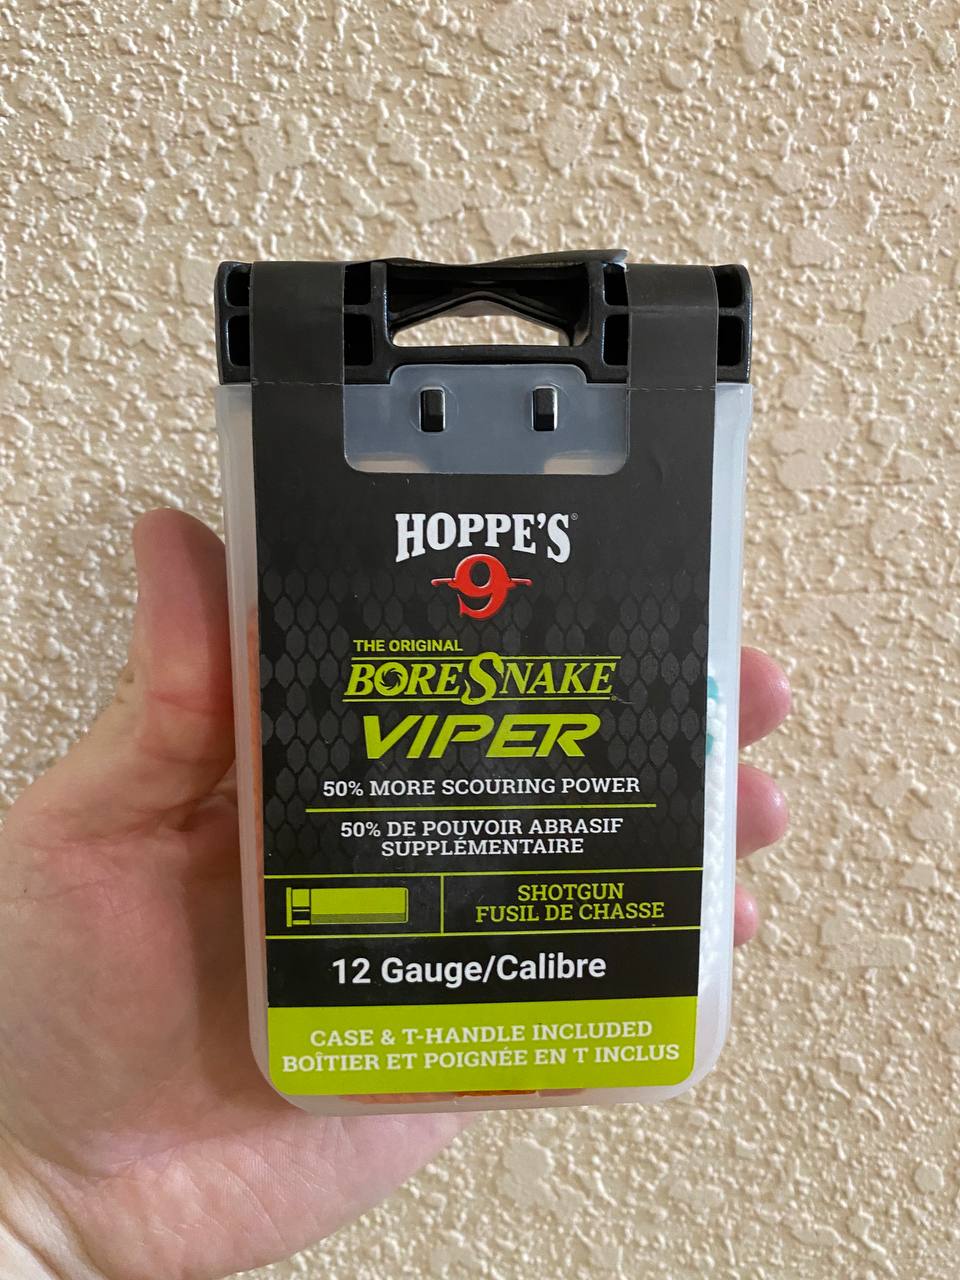 HOPPE'S®
9
THE ORIGINAL
BORESNAKE®
VIPER
50% MORE SCOURING POWER
50% DE POUVOIR ABRASIF
SUPPLÉMENTAIRE
SHOTGUN
FUSIL DE CHASSE
12 Gauge/Calibre
CASE & T-HANDLE INCLUDED
BOÎTIER ET POIGNÉE EN T INCLUS